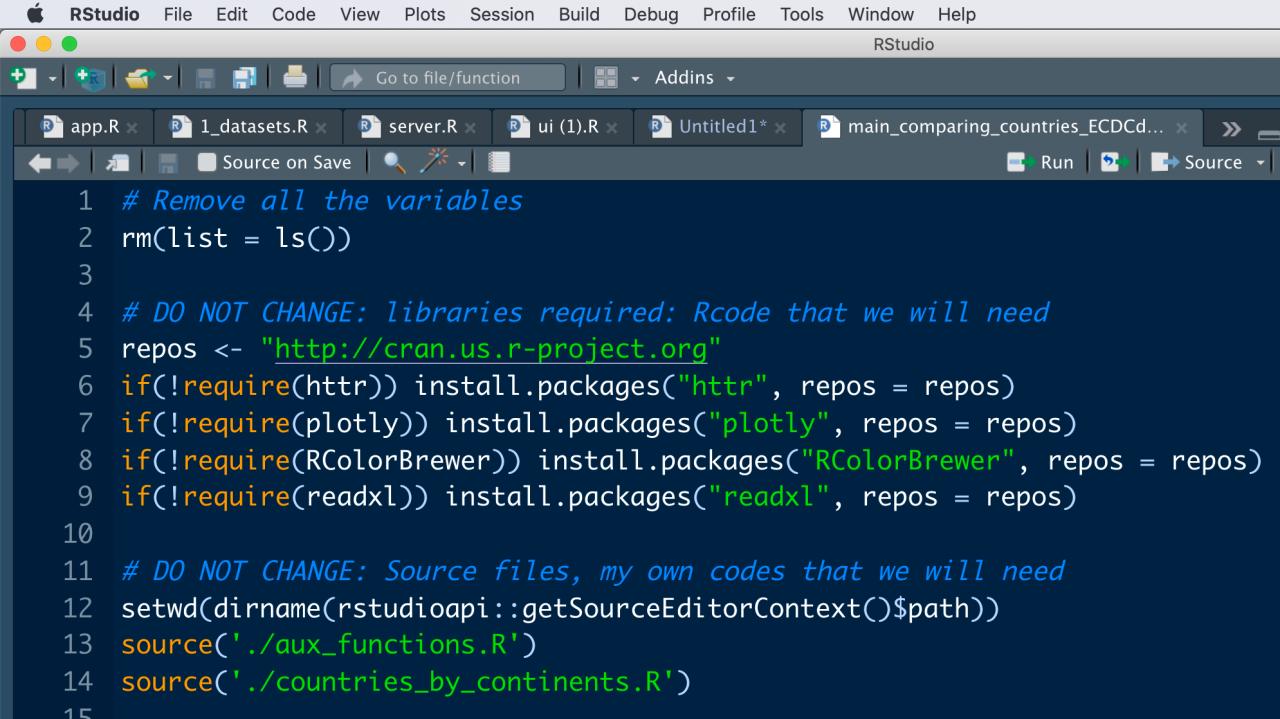 RStudio File Edit Code View Plots Session Build Debug Profile Tools Window Help
RStudio
Go to file/function Addins
app.R 1_datasets.R server.R ui (1).R Untitled1* main_comparing_countries_ECDCd...
Source on Save Run Source
1 # Remove all the variables
2 rm(list = ls())
3
4 # DO NOT CHANGE: libraries required: Rcode that we will need
5 repos <- "http://cran.us.r-project.org"
6 if(!require(httr)) install.packages("httr", repos = repos)
7 if(!require(plotly)) install.packages("plotly", repos = repos)
8 if(!require(RColorBrewer)) install.packages("RColorBrewer", repos = repos)
9 if(!require(readxl)) install.packages("readxl", repos = repos)
10
11 # DO NOT CHANGE: Source files, my own codes that we will need
12 setwd(dirname(rstudioapi::getSourceEditorContext()$path))
13 source('./aux_functions.R')
14 source('./countries_by_continents.R')
15